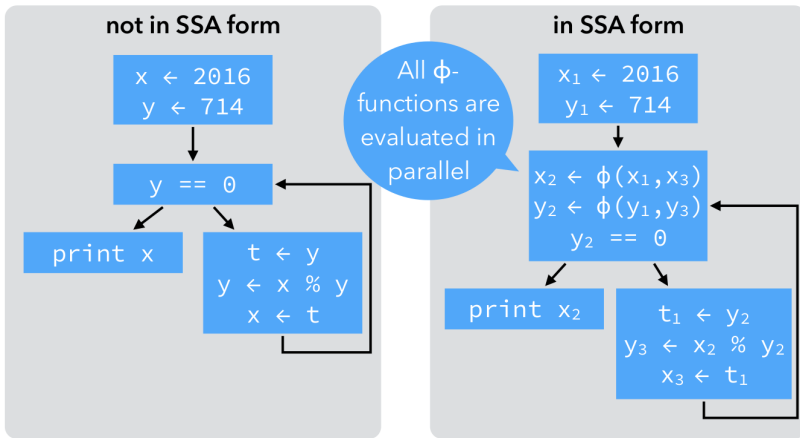 not in SSA form
x ← 2016
y ← 714
y == 0
print x
t ← y
y ← x % y
x ← t
All ϕ-
functions are
evaluated in
parallel
in SSA form
x₁ ← 2016
y₁ ← 714
x₂ ← ϕ(x₁,x₃)
y₂ ← ϕ(y₁,y₃)
y₂ == 0
print x₂
t₁ ← y₂
y₃ ← x₂ % y₂
x₃ ← t₁